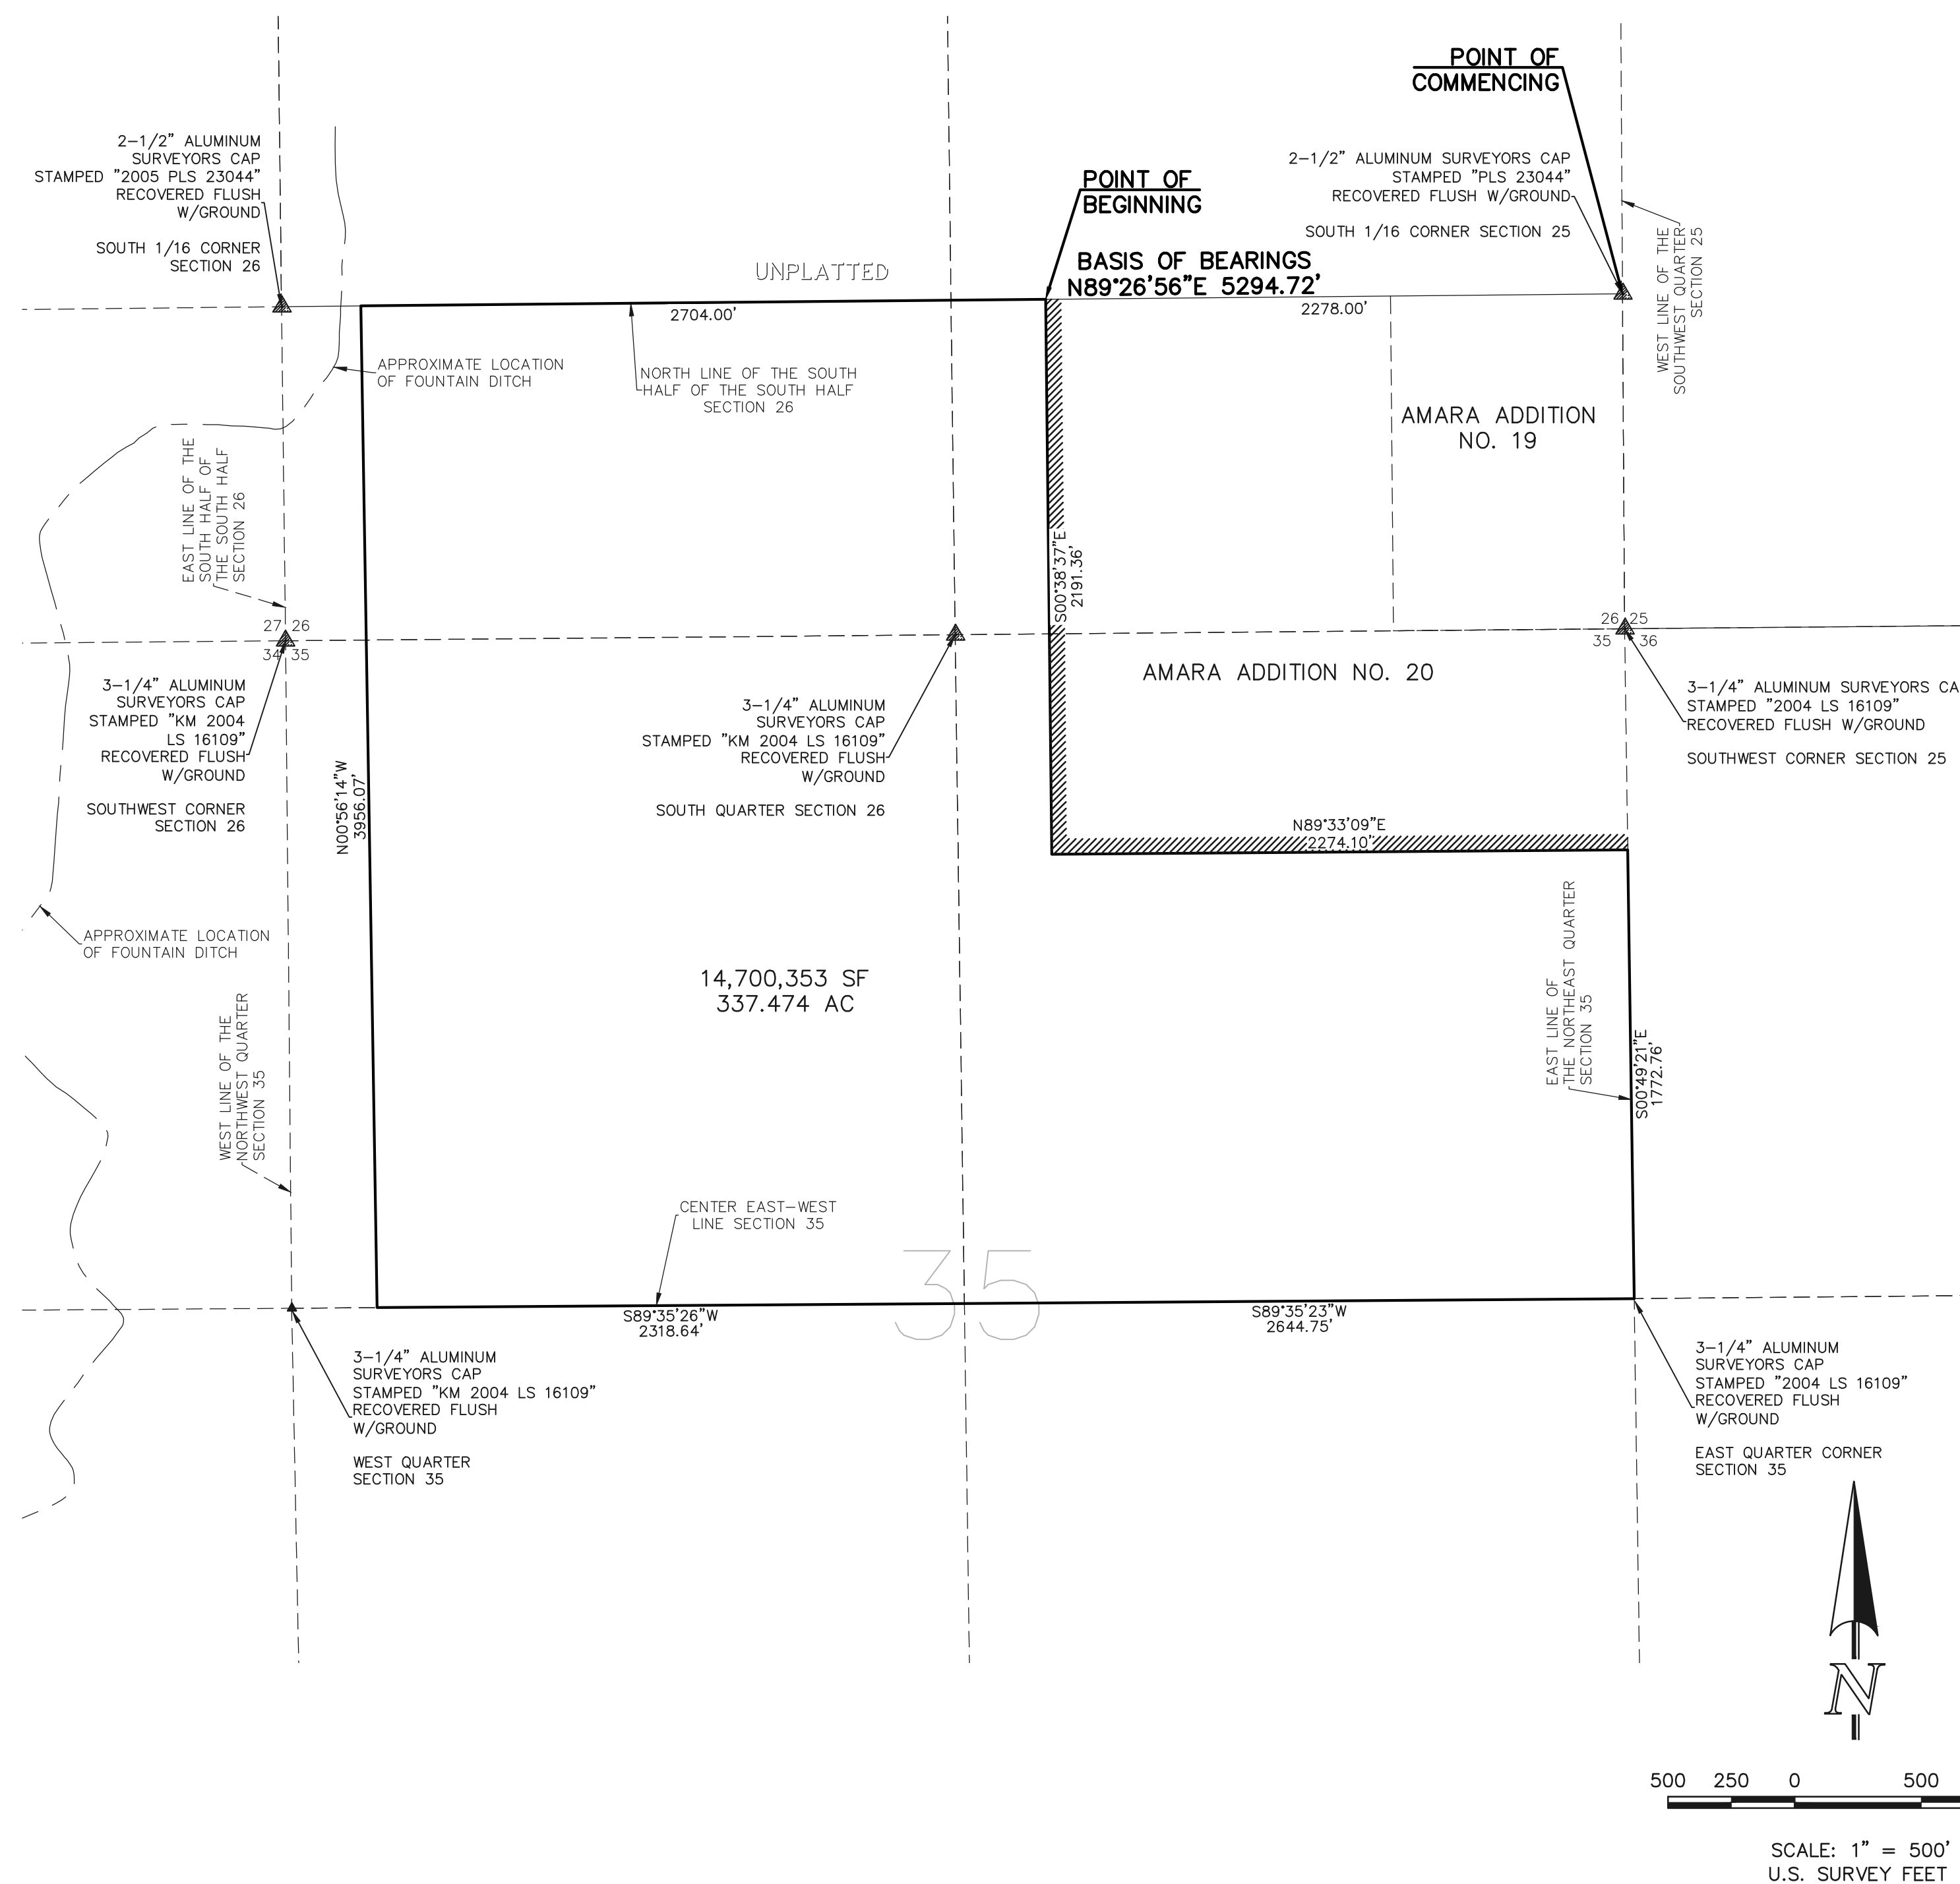 POINT OF
COMMENCING
2-1/2" ALUMINUM
SURVEYORS CAP
STAMPED "2005 PLS 23044"
RECOVERED FLUSH
W/GROUND
SOUTH 1/16 CORNER
SECTION 26
POINT OF
BEGINNING
2-1/2" ALUMINUM SURVEYORS CAP
STAMPED "PLS 23044"
RECOVERED FLUSH W/GROUND
SOUTH 1/16 CORNER SECTION 25
WEST LINE OF THE
SOUTHWEST QUARTER
SECTION 25
UNPLATTED
BASIS OF BEARINGS
N89°26'56"E 5294.72'
2704.00'
2278.00'
APPROXIMATE LOCATION
OF FOUNTAIN DITCH
NORTH LINE OF THE SOUTH
HALF OF THE SOUTH HALF
SECTION 26
AMARA ADDITION
NO. 19
EAST LINE OF THE
SOUTH HALF OF
THE SOUTH HALF
SECTION 26
S00°38'37"E
2191.36'
27 26
34 35
26 25
35 36
AMARA ADDITION NO. 20
3-1/4" ALUMINUM
SURVEYORS CAP
STAMPED "KM 2004
LS 16109"
RECOVERED FLUSH
W/GROUND
SOUTHWEST CORNER
SECTION 26
3-1/4" ALUMINUM
SURVEYORS CAP
STAMPED "KM 2004 LS 16109"
RECOVERED FLUSH
W/GROUND
SOUTH QUARTER SECTION 26
3-1/4" ALUMINUM SURVEYORS CA
STAMPED "2004 LS 16109"
RECOVERED FLUSH W/GROUND
SOUTHWEST CORNER SECTION 25
N00°56'14"W
3956.07'
N89°33'09"E
2274.10'
APPROXIMATE LOCATION
OF FOUNTAIN DITCH
14,700,353 SF
337.474 AC
EAST LINE OF
THE NORTHEAST QUARTER
SECTION 35
S00°49'21"E
1772.76'
WEST LINE OF THE
NORTHWEST QUARTER
SECTION 35
CENTER EAST-WEST
LINE SECTION 35
35
S89°35'26"W
2318.64'
S89°35'23"W
2644.75'
3-1/4" ALUMINUM
SURVEYORS CAP
STAMPED "KM 2004 LS 16109"
RECOVERED FLUSH
W/GROUND
WEST QUARTER
SECTION 35
3-1/4" ALUMINUM
SURVEYORS CAP
STAMPED "2004 LS 16109"
RECOVERED FLUSH
W/GROUND
EAST QUARTER CORNER
SECTION 35
N
500 250 0 500
SCALE: 1" = 500'
U.S. SURVEY FEET